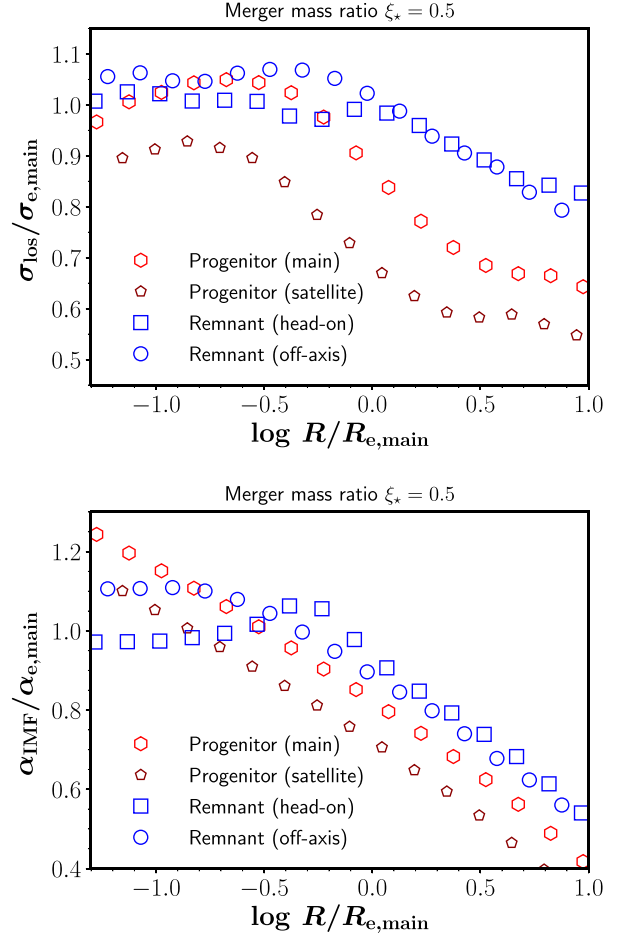 Merger mass ratio ξ⋆ = 0.5
1.1
1.0
0.9
0.8
0.7
0.6
0.5
σlos/σe,main
Progenitor (main)
Progenitor (satellite)
Remnant (head-on)
Remnant (off-axis)
−1.0 −0.5 0.0 0.5 1.0
log R/Re,main
Merger mass ratio ξ⋆ = 0.5
1.2
1.0
0.8
0.6
0.4
αIMF/αe,main
Progenitor (main)
Progenitor (satellite)
Remnant (head-on)
Remnant (off-axis)
−1.0 −0.5 0.0 0.5 1.0
log R/Re,main